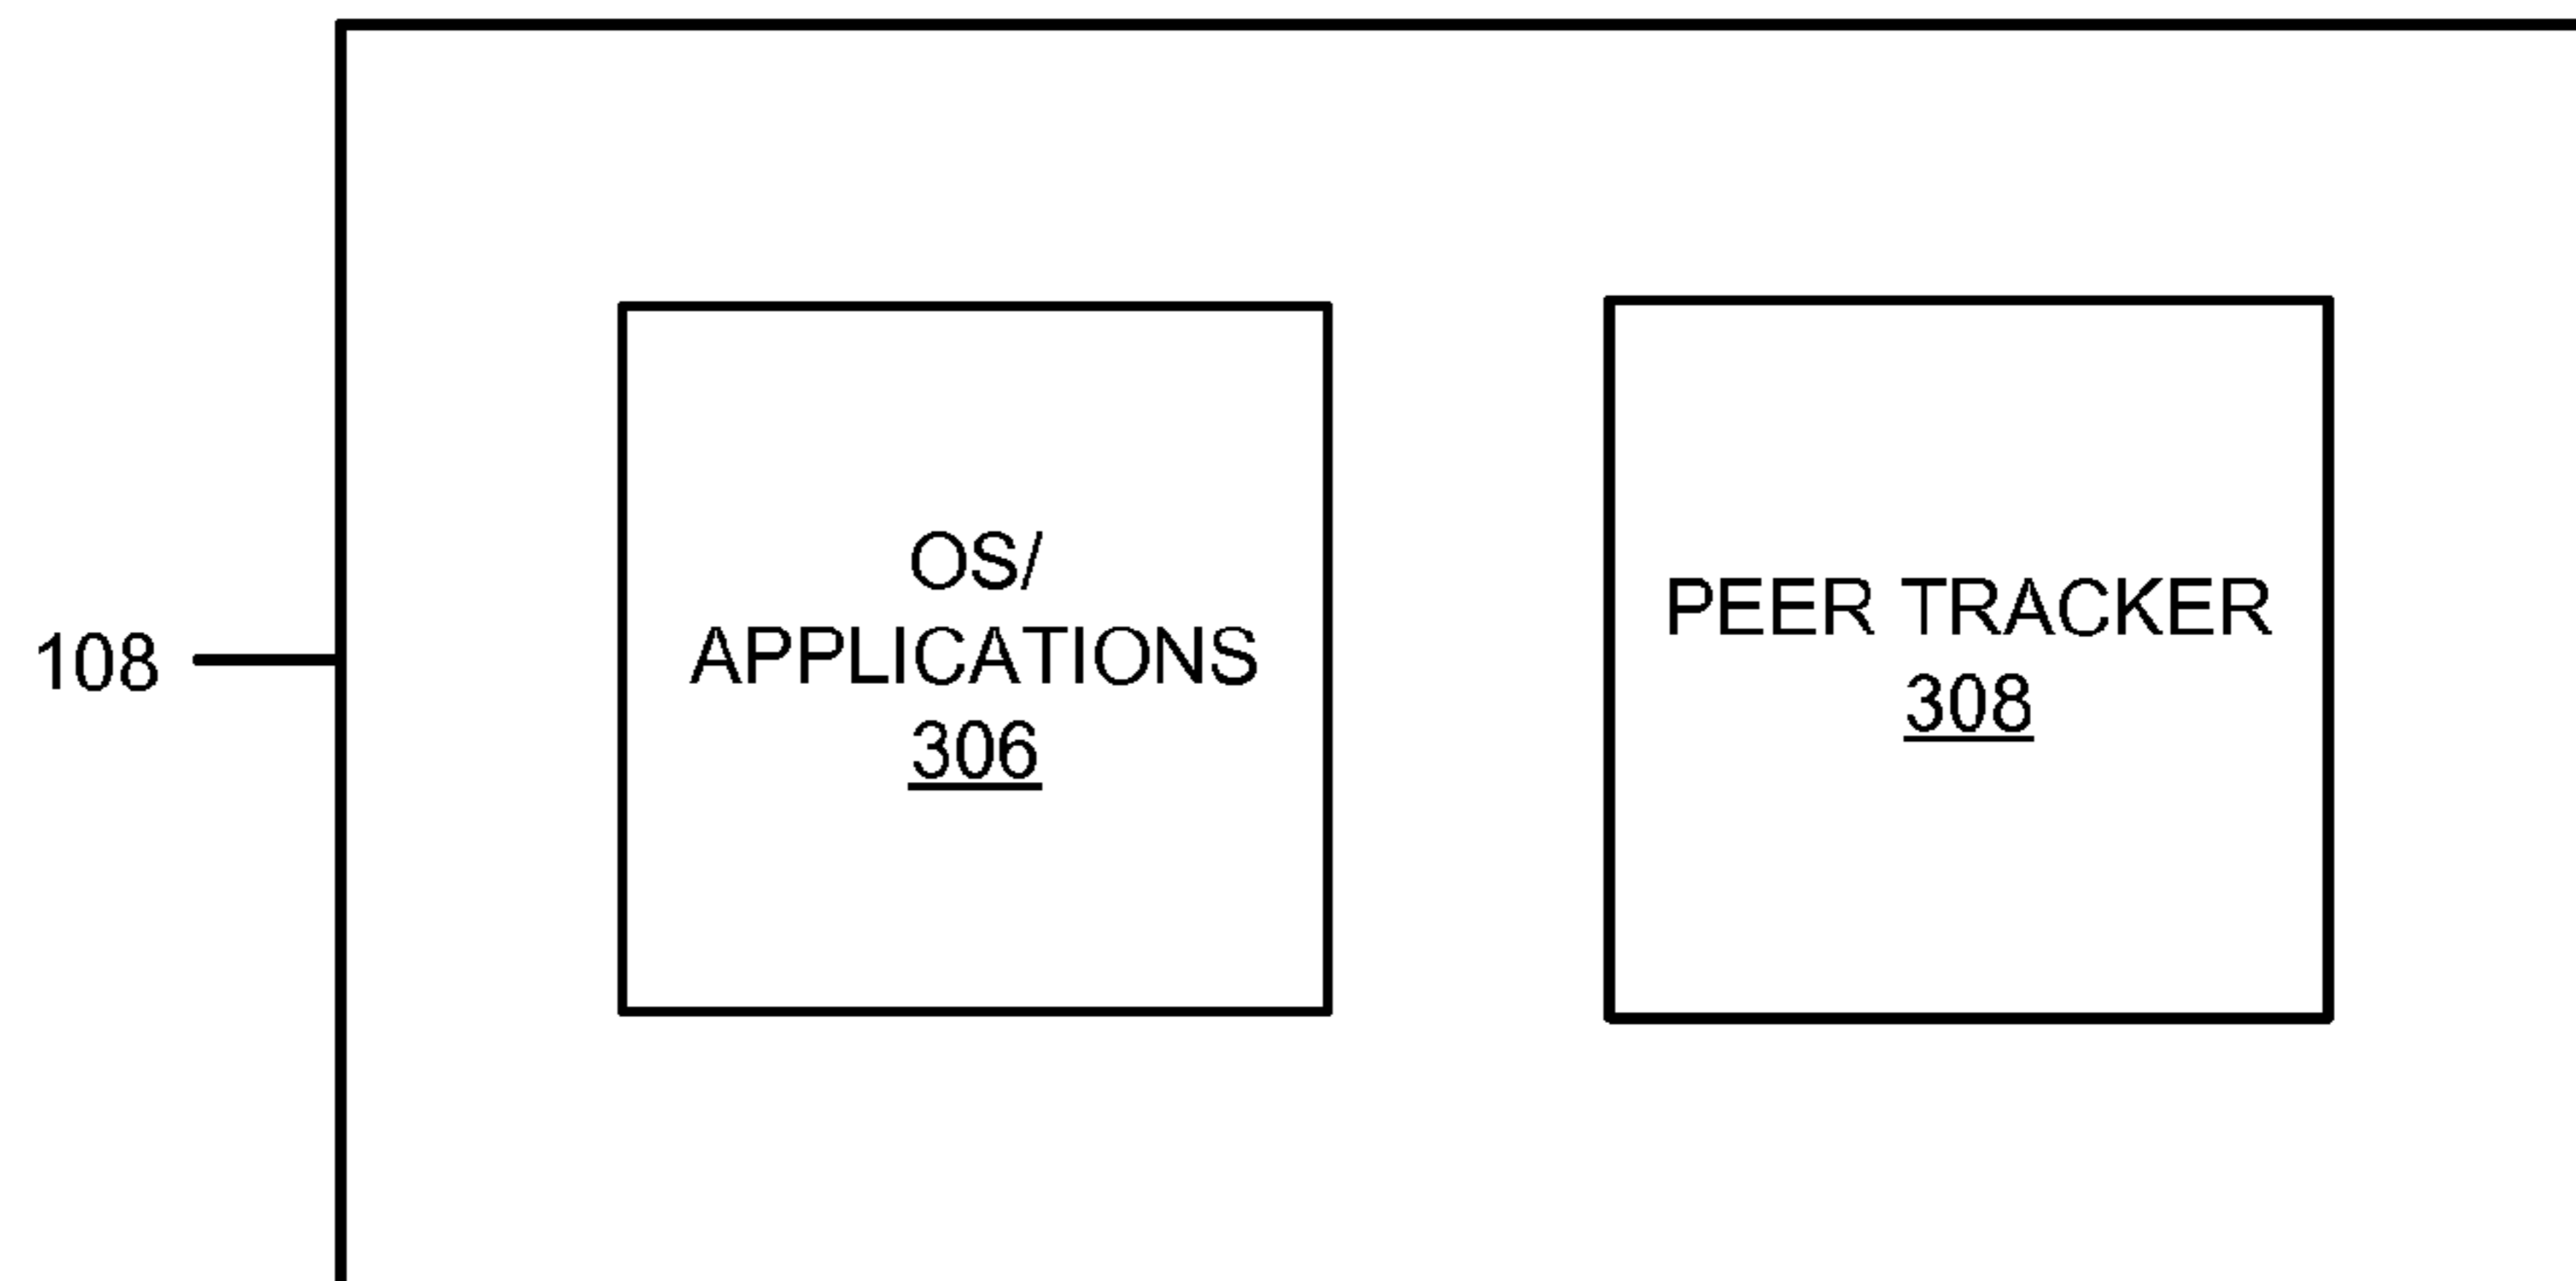 OS/
APPLICATIONS
306
PEER TRACKER
308
108